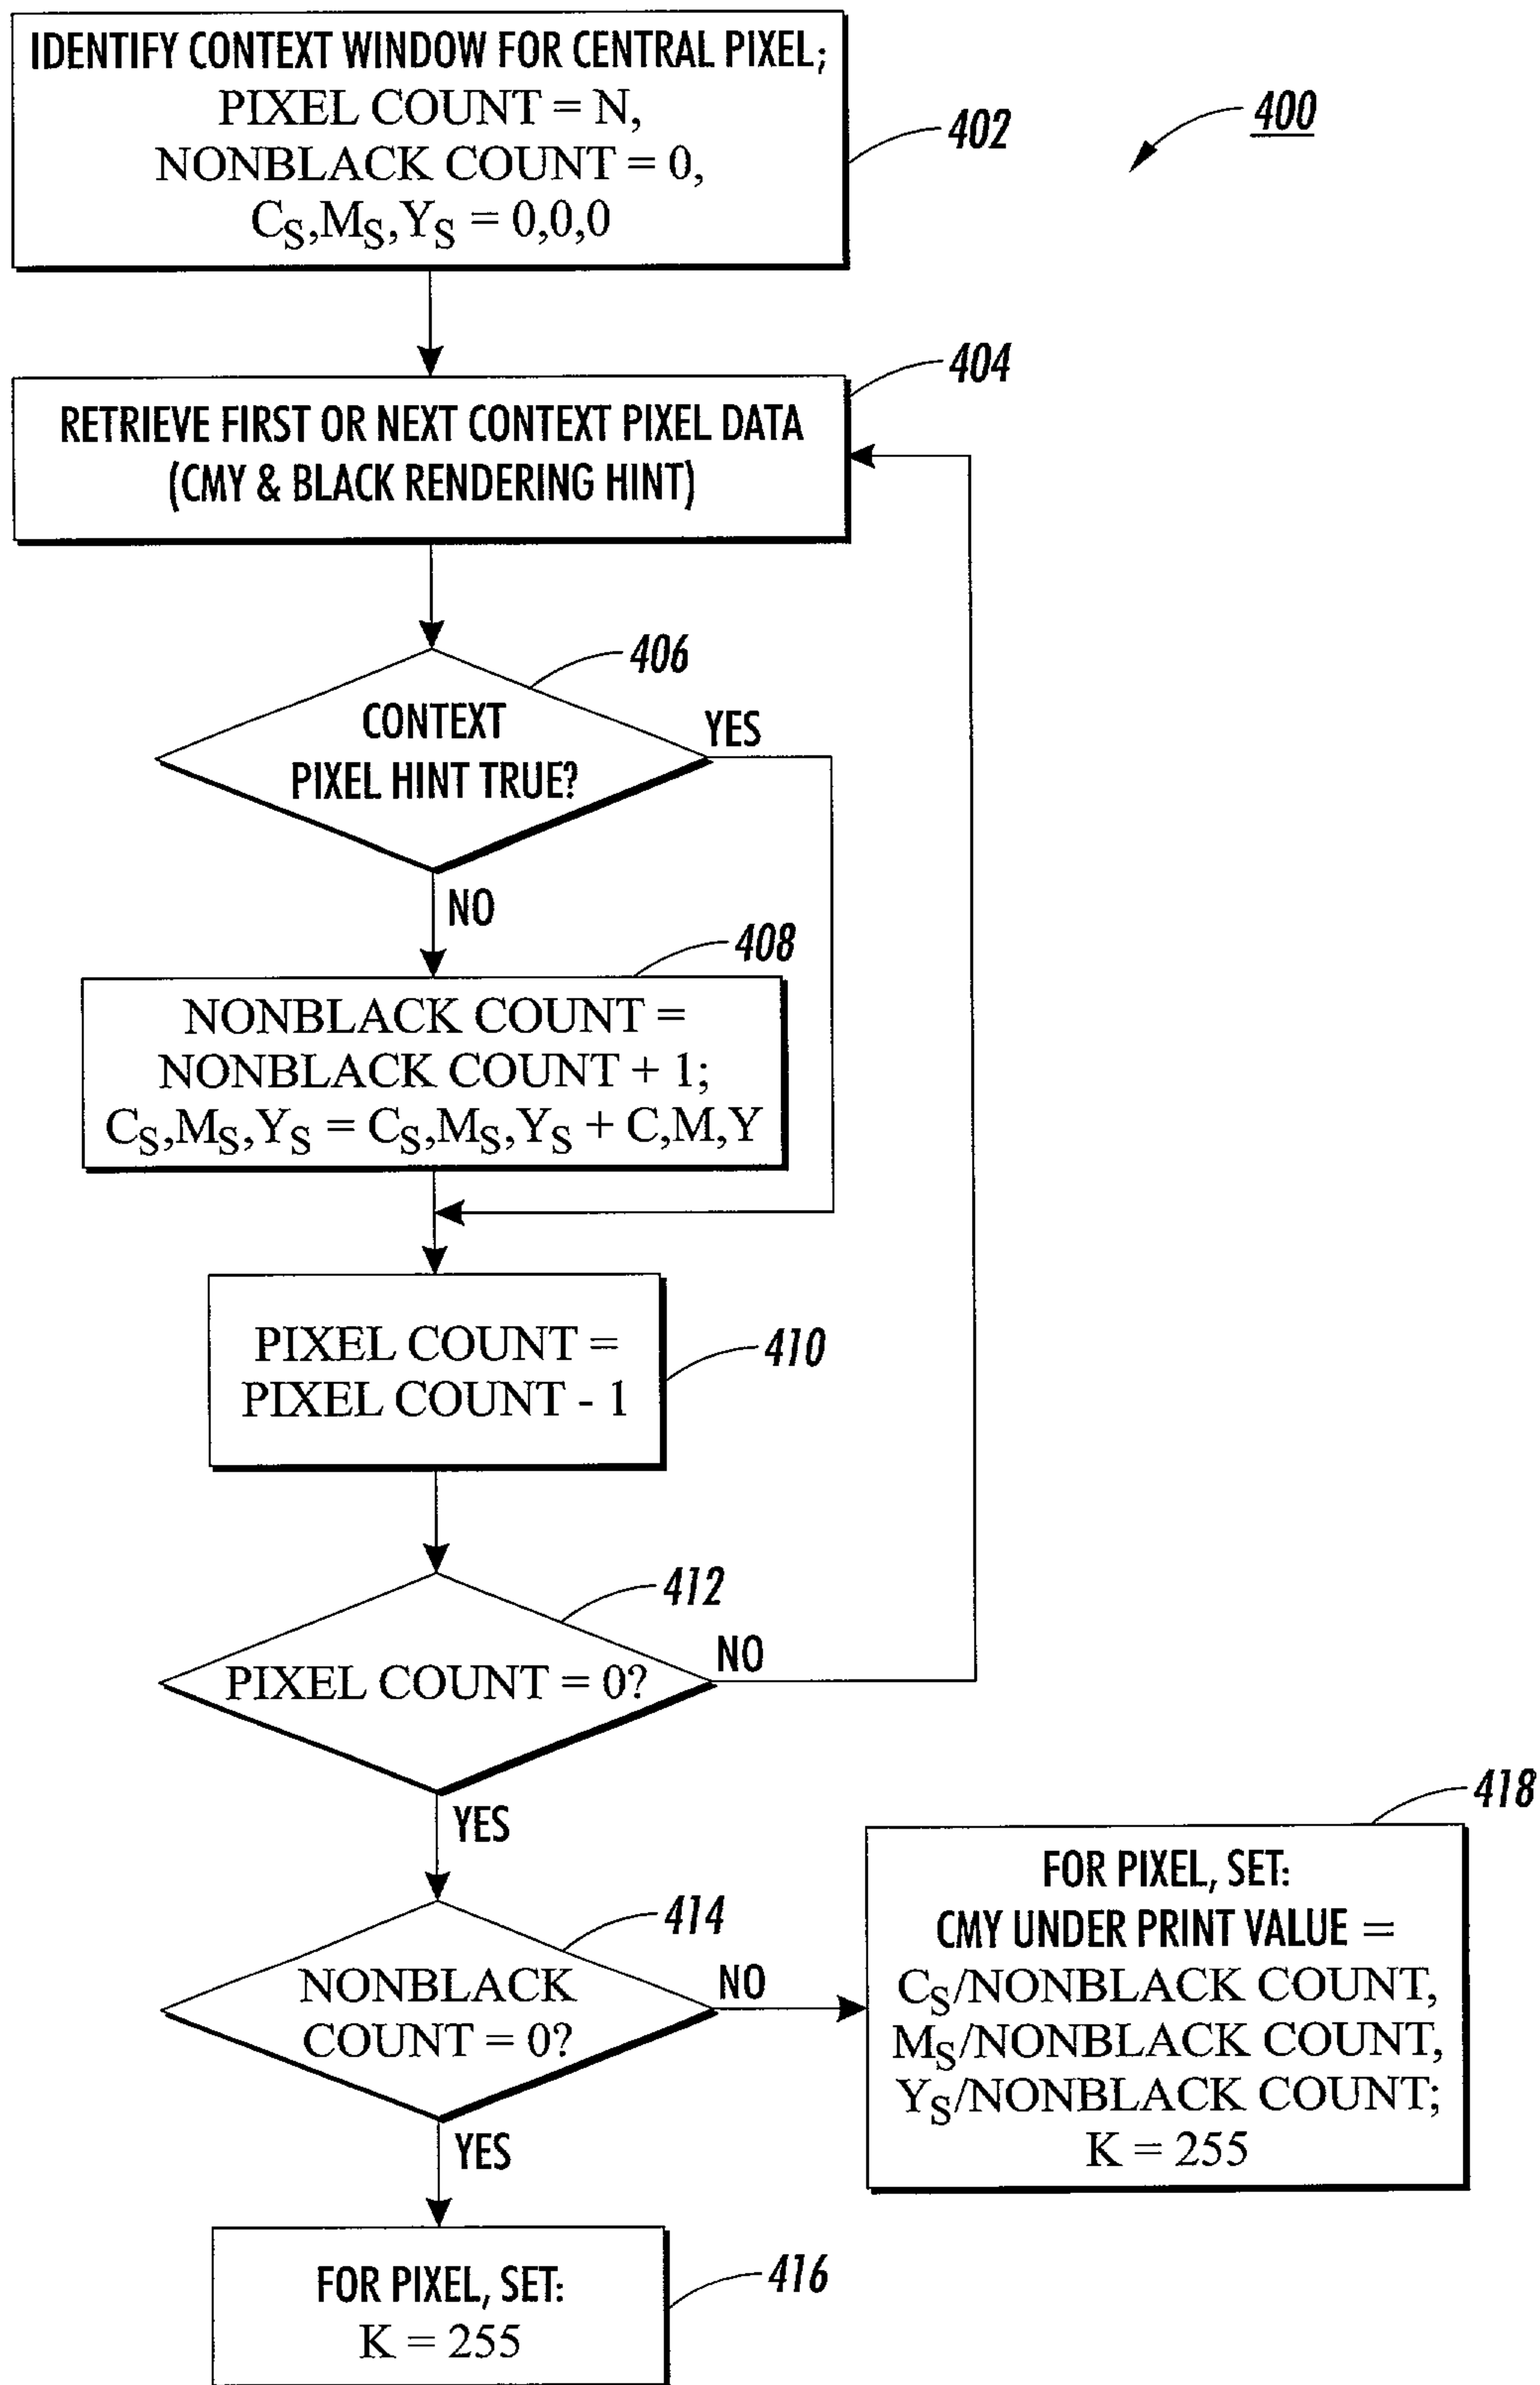 IDENTIFY CONTEXT WINDOW FOR CENTRAL PIXEL;
PIXEL COUNT = N,
NONBLACK COUNT = 0,
CS,MS,YS = 0,0,0
402
400
404
RETRIEVE FIRST OR NEXT CONTEXT PIXEL DATA
(CMY & BLACK RENDERING HINT)
406
CONTEXT
PIXEL HINT TRUE?
YES
NO
408
NONBLACK COUNT =
NONBLACK COUNT + 1;
CS,MS,YS = CS,MS,YS + C,M,Y
PIXEL COUNT =
PIXEL COUNT - 1
410
412
PIXEL COUNT = 0?
NO
YES
414
NONBLACK
COUNT = 0?
NO
YES
418
FOR PIXEL, SET:
CMY UNDER PRINT VALUE =
CS/NONBLACK COUNT,
MS/NONBLACK COUNT,
YS/NONBLACK COUNT;
K = 255
FOR PIXEL, SET:
K = 255
416